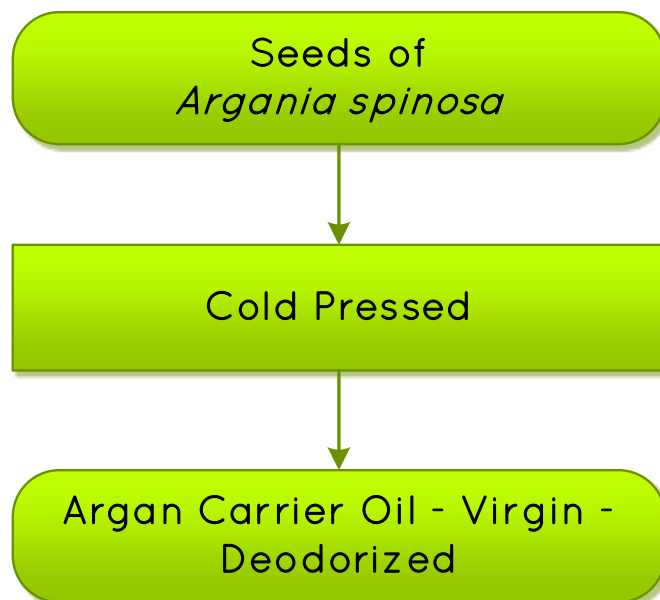 Seeds of
Argania spinosa
Cold Pressed
Argan Carrier Oil - Virgin -
Deodorized